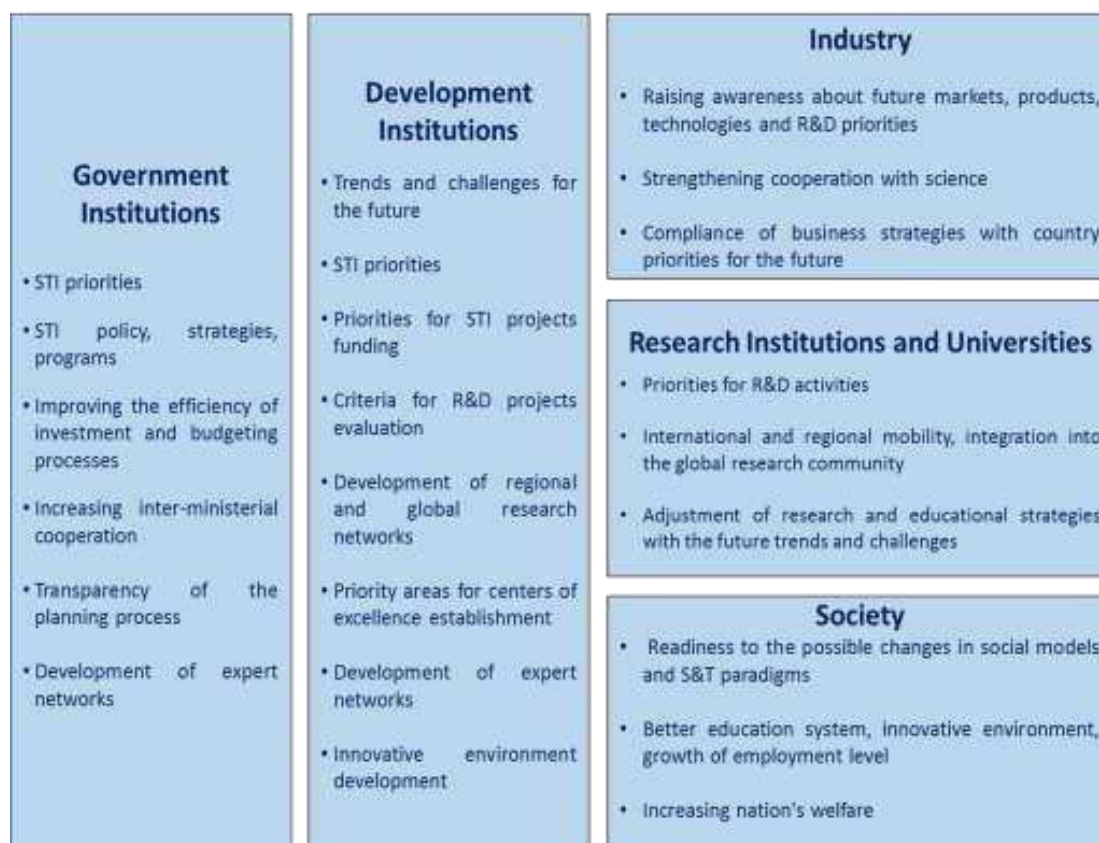 Government
Institutions
• STI priorities
• STI policy, strategies,
programs
• Improving the efficiency of
investment and budgeting
processes
• Increasing inter-ministerial
cooperation
• Transparency of the
planning process
• Development of expert
networks
Development
Institutions
• Trends and challenges for
the future
• STI priorities
• Priorities for STI projects
funding
• Criteria for R&D projects
evaluation
• Development of regional
and global research
networks
• Priority areas for centers of
excellence establishment
• Development of expert
networks
• Innovative environment
development
Industry
• Raising awareness about future markets, products,
technologies and R&D priorities
• Strengthening cooperation with science
• Compliance of business strategies with country
priorities for the future
Research Institutions and Universities
• Priorities for R&D activities
• International and regional mobility, integration into
the global research community
• Adjustment of research and educational strategies
with the future trends and challenges
Society
• Readiness to the possible changes in social models
and S&T paradigms
• Better education system, innovative environment,
growth of employment level
• Increasing nation's welfare